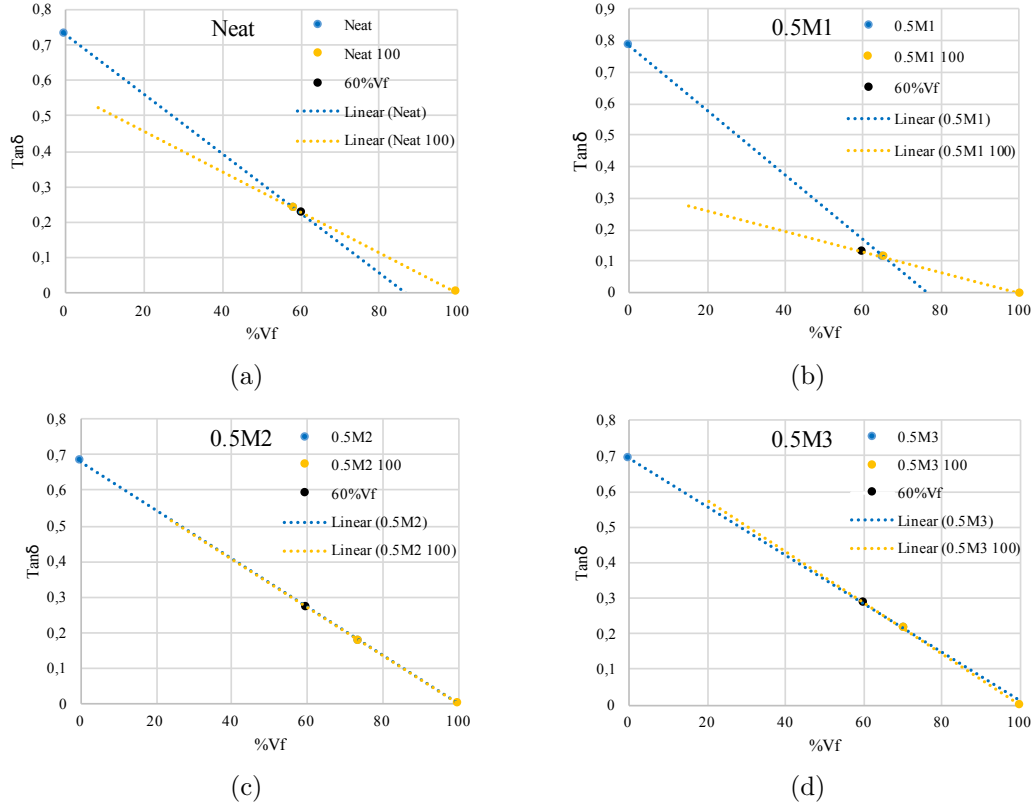 Neat
Neat
Neat 100
60%Vf
Linear (Neat)
Linear (Neat 100)
0,8
0,7
0,6
0,5
0,4
0,3
0,2
0,1
0
Tanδ
0 20 40 60 80 100
%Vf
(a)
0.5M1
0.5M1
0.5M1 100
60%Vf
Linear (0.5M1)
Linear (0.5M1 100)
0,9
0,8
0,7
0,6
0,5
0,4
0,3
0,2
0,1
0
Tanδ
0 20 40 60 80 100
%Vf
(b)
0.5M2
0.5M2
0.5M2 100
60%Vf
Linear (0.5M2)
Linear (0.5M2 100)
0,8
0,7
0,6
0,5
0,4
0,3
0,2
0,1
0
Tanδ
0 20 40 60 80 100
%Vf
(c)
0.5M3
0.5M3
0.5M3 100
60%Vf
Linear (0.5M3)
Linear (0.5M3 100)
0,8
0,7
0,6
0,5
0,4
0,3
0,2
0,1
0
Tanδ
0 20 40 60 80 100
%Vf
(d)